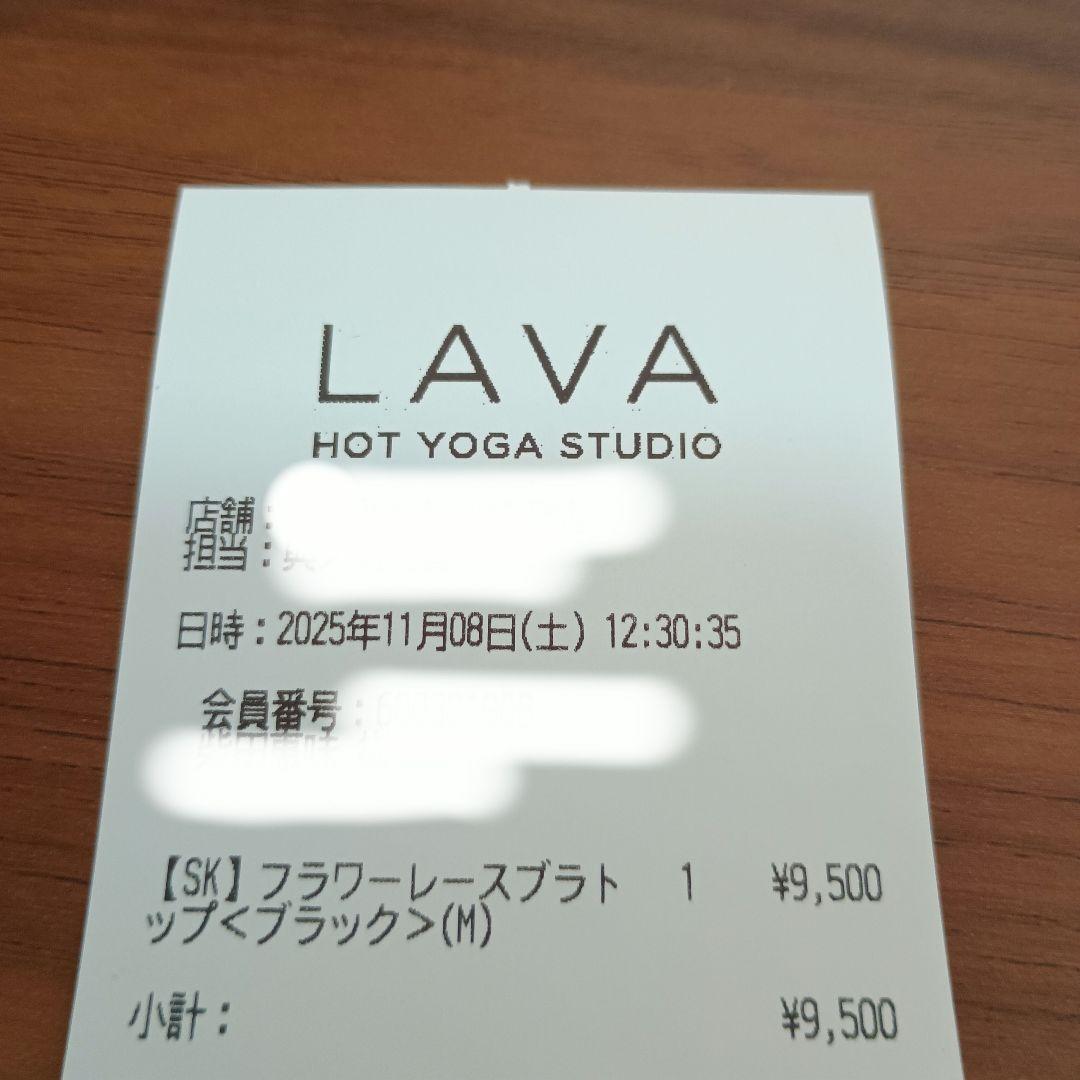 LAVA
HOT YOGA STUDIO
店舗:
担当:
日時:2025年11月08日(土) 12:30:35
会員番号:
【SK】フラワーレースブラト 1 ¥9,500
ップ<ブラック>(M)
小計: ¥9,500